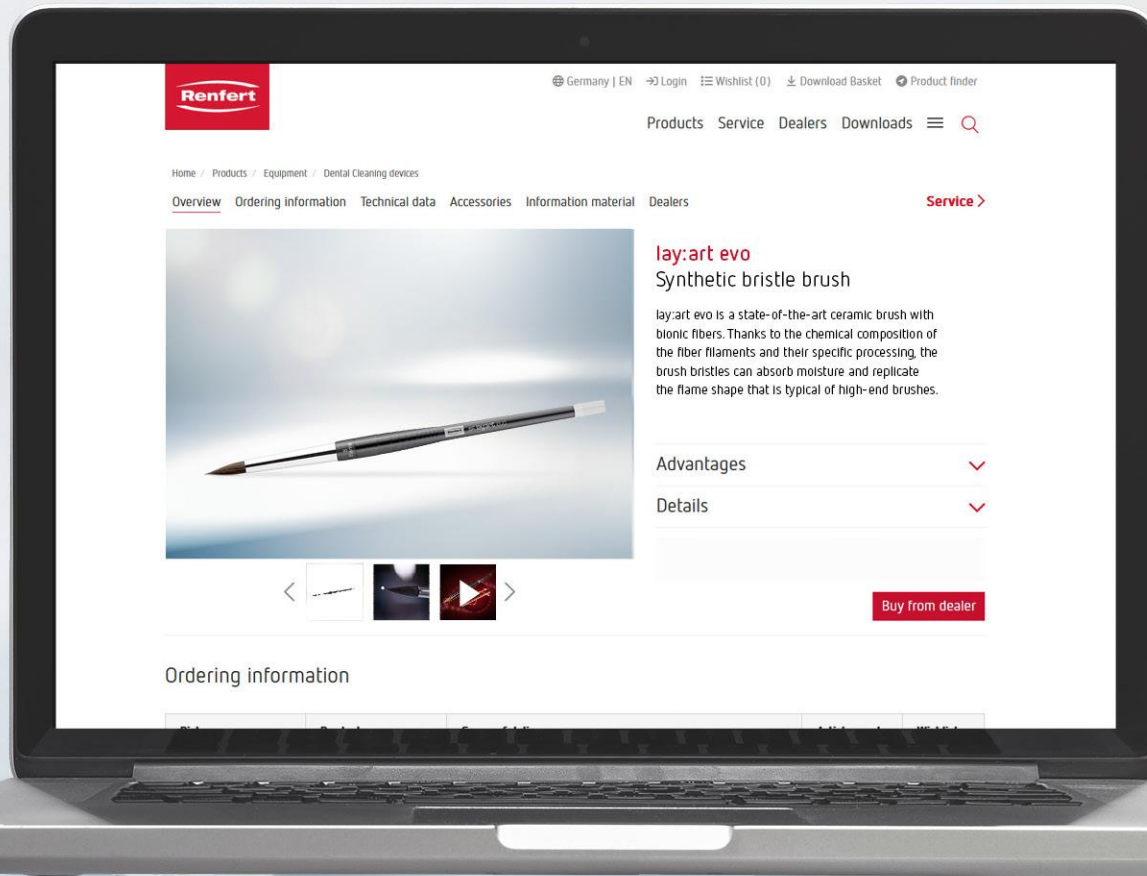 Renfert
Germany | EN Login Wishlist (0) Download Basket Product finder
Products Service Dealers Downloads
Home / Products / Equipment / Dental Cleaning devices
Overview Ordering information Technical data Accessories Information material Dealers Service
lay:art evo
Synthetic bristle brush
lay:art evo is a state-of-the-art ceramic brush with
bionic fibers. Thanks to the chemical composition of
the fiber filaments and their specific processing, the
brush bristles can absorb moisture and replicate
the flame shape that is typical of high-end brushes.
Advantages
Details
Buy from dealer
Ordering information